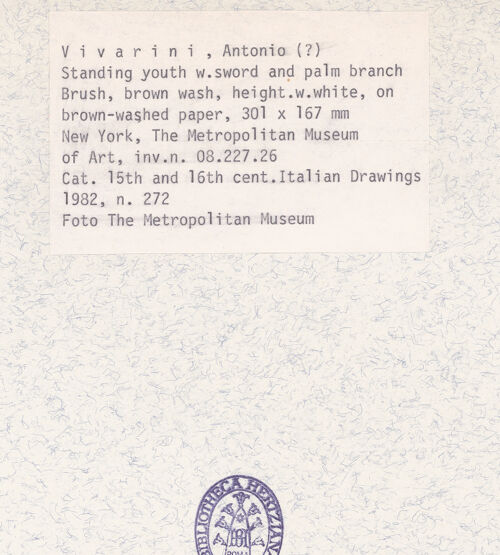 V i v a r i n i , Antonio (?)
Standing youth w.sword and palm branch
Brush, brown wash, height.w.white, on
brown-washed paper, 301 x 167 mm
New York, The Metropolitan Museum
of Art, inv.n. 08.227.26
Cat. 15th and 16th cent.Italian Drawings
1982, n. 272
Foto The Metropolitan Museum
BIBLIOTHECA HERTZIANA
ROMA